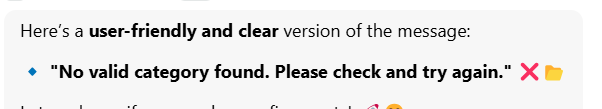 Here's a user-friendly and clear version of the message:
🔹 "No valid category found. Please check and try again." ❌ 📂